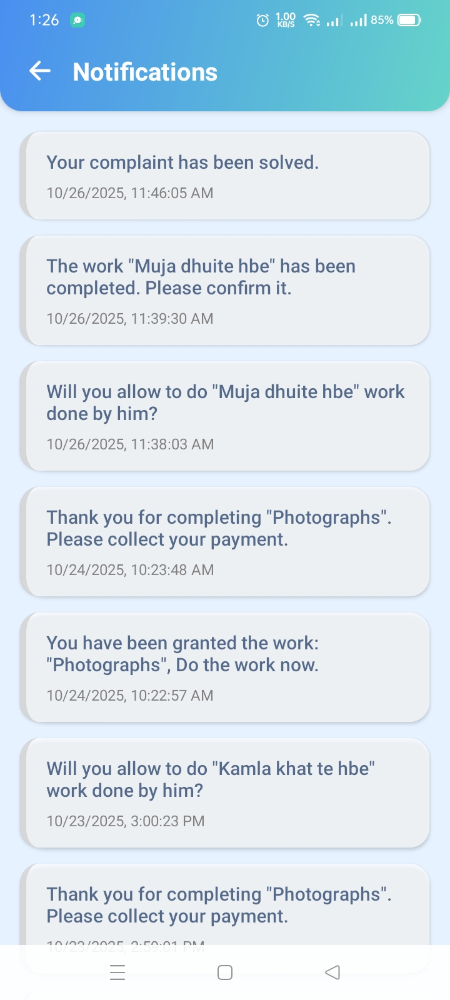 1:26
1.00
KB/S
85%
Notifications
Your complaint has been solved.
10/26/2025, 11:46:05 AM
The work "Muja dhuite hbe" has been
completed. Please confirm it.
10/26/2025, 11:39:30 AM
Will you allow to do "Muja dhuite hbe" work
done by him?
10/26/2025, 11:38:03 AM
Thank you for completing "Photographs".
Please collect your payment.
10/24/2025, 10:23:48 AM
You have been granted the work:
"Photographs", Do the work now.
10/24/2025, 10:22:57 AM
Will you allow to do "Kamla khat te hbe"
work done by him?
10/23/2025, 3:00:23 PM
Thank you for completing "Photographs".
Please collect your payment.
10/23/2025, 2:59:01 PM